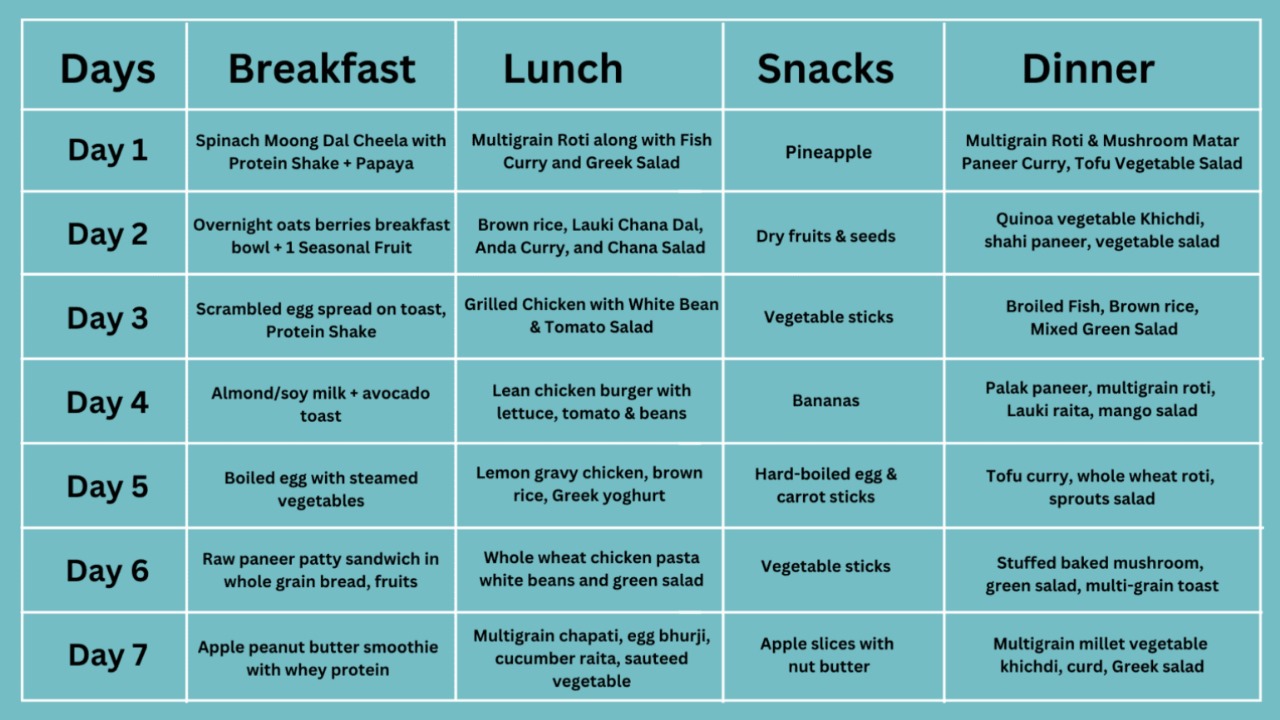 Days Breakfast Lunch Snacks Dinner
Day 1
Spinach Moong Dal Cheela with
Protein Shake + Papaya
Multigrain Roti along with Fish
Curry and Greek Salad
Pineapple
Multigrain Roti & Mushroom Matar
Paneer Curry, Tofu Vegetable Salad
Day 2
Overnight oats berries breakfast
bowl + 1 Seasonal Fruit
Brown rice, Lauki Chana Dal,
Anda Curry, and Chana Salad
Dry fruits & seeds
Quinoa vegetable Khichdi,
shahi paneer, vegetable salad
Day 3
Scrambled egg spread on toast,
Protein Shake
Grilled Chicken with White Bean
& Tomato Salad
Vegetable sticks
Broiled Fish, Brown rice,
Mixed Green Salad
Day 4
Almond/soy milk + avocado
toast
Lean chicken burger with
lettuce, tomato & beans
Bananas
Palak paneer, multigrain roti,
Lauki raita, mango salad
Day 5
Boiled egg with steamed
vegetables
Lemon gravy chicken, brown
rice, Greek yoghurt
Hard-boiled egg &
carrot sticks
Tofu curry, whole wheat roti,
sprouts salad
Day 6
Raw paneer patty sandwich in
whole grain bread, fruits
Whole wheat chicken pasta
white beans and green salad
Vegetable sticks
Stuffed baked mushroom,
green salad, multi-grain toast
Day 7
Apple peanut butter smoothie
with whey protein
Multigrain chapati, egg bhurji,
cucumber raita, sauteed
vegetable
Apple slices with
nut butter
Multigrain millet vegetable
khichdi, curd, Greek salad